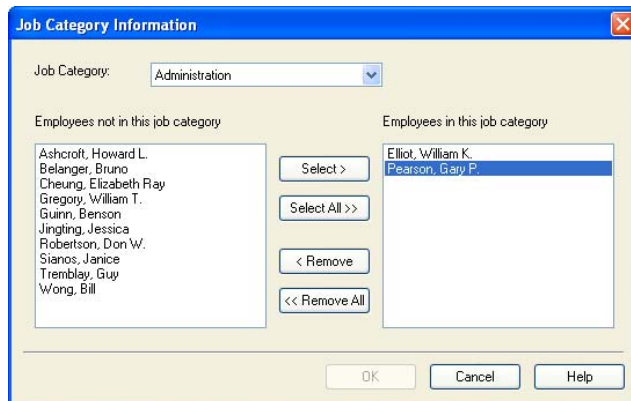 Job Category Information
Job Category: Administration
Employees not in this job category
Ashcroft, Howard L.
Belanger, Bruno
Cheung, Elizabeth Ray
Gregory, William T.
Guinn, Benson
Jingting, Jessica
Robertson, Don W.
Sianos, Janice
Tremblay, Guy
Wong, Bill
Select >
Select All >>
< Remove
<< Remove All
Employees in this job category
Elliot, William K.
Pearson, Gary P.
OK Cancel Help